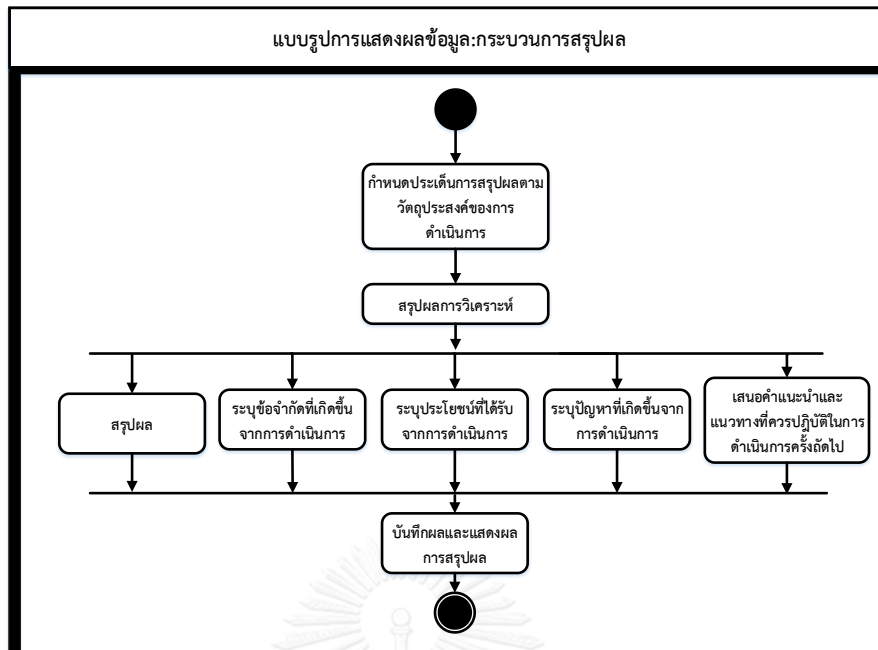 แบบรูปการแสดงผลข้อมูล:กระบวนการสรุปผล
กำหนดประเด็นการสรุปผลตาม
วัตถุประสงค์ของการ
ดำเนินการ
สรุปผลการวิเคราะห์
สรุปผล
ระบุข้อจำกัดที่เกิดขึ้น
จากการดำเนินการ
ระบุประโยชน์ที่ได้รับ
จากการดำเนินการ
ระบุปัญหาที่เกิดขึ้นจาก
การดำเนินการ
เสนอคำแนะนำและ
แนวทางที่ควรปฎิบัติในการ
ดำเนินการครั้งถัดไป
บันทึกผลและแสดงผล
การสรุปผล